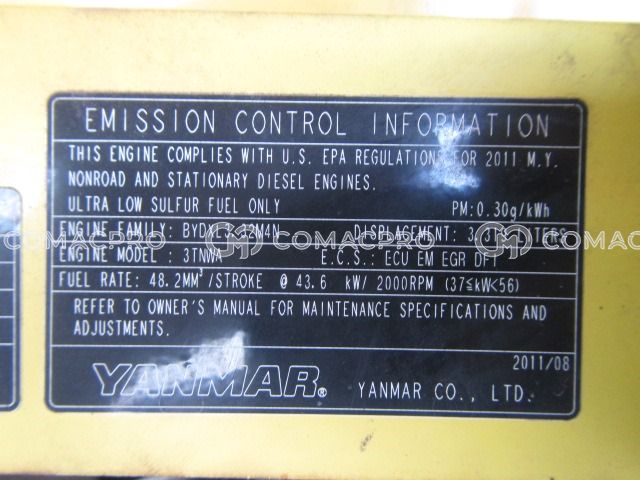 EMISSION CONTROL INFORMATION
THIS ENGINE COMPLIES WITH U.S. EPA REGULATIONS FOR 2011 M.Y.
NONROAD AND STATIONARY DIESEL ENGINES.
ULTRA LOW SULFUR FUEL ONLY PM:0.30g/kWh
ENGINE FAMILY: DISPLACEMENT: LITERS
ENGINE MODEL : 3TNWA E.C.S.: ECU EM EGR DFI
FUEL RATE: 48.2MM³/STROKE @ 43.6 kW/ 2000RPM (37≦kW<56)
REFER TO OWNER'S MANUAL FOR MAINTENANCE SPECIFICATIONS AND
ADJUSTMENTS.
2011/08
YANMAR® YANMAR CO., LTD.
COMACPRO COMACPRO COMACPRO